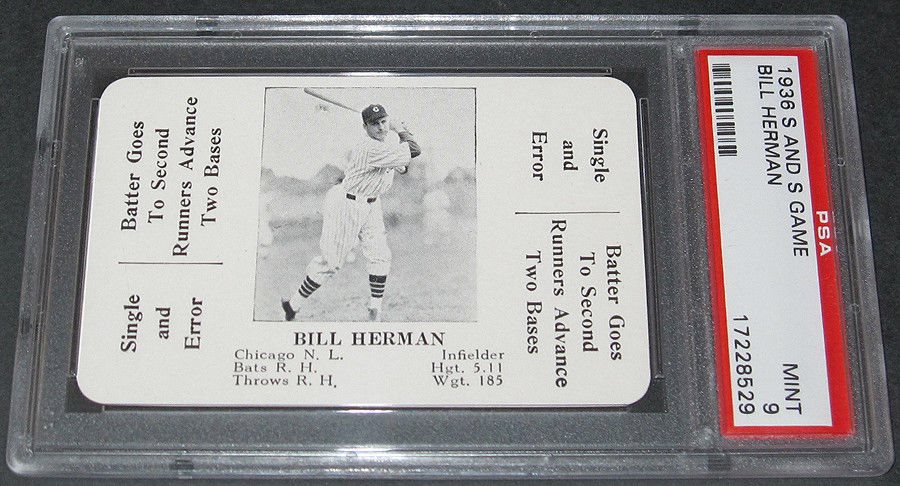 Batter Goes
To Second
Runners Advance
Two Bases
Single
and
Error
BILL HERMAN
Chicago N. L.
Bats R. H.
Throws R. H.
Infielder
Hgt. 5.11
Wgt. 185
Single
and
Error
Batter Goes
To Second
Runners Advance
Two Bases
PSA
1936 S AND S GAME
BILL HERMAN
MINT
9
17228529